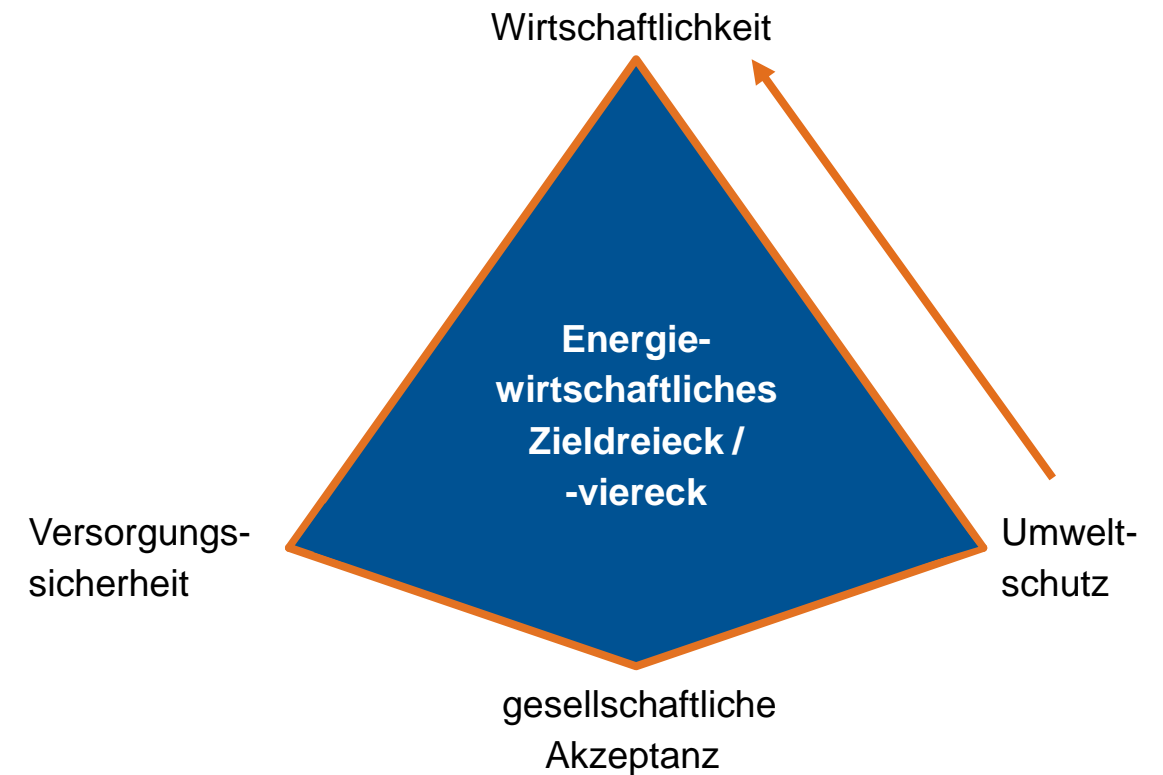 Wirtschaftlichkeit
Energie-
wirtschaftliches
Zieldreieck /
-viereck
Versorgungs-
sicherheit
Umwelt-
schutz
gesellschaftliche
Akzeptanz